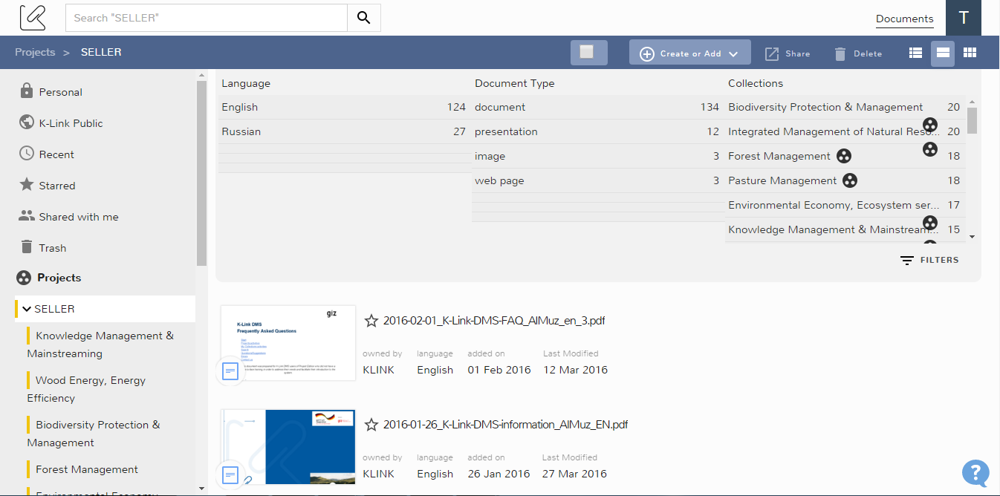 Search "SELLER"
Documents
T
Projects > SELLER
Create or Add
Share
Delete
Personal
K-Link Public
Recent
Starred
Shared with me
Trash
Projects
SELLER
Knowledge Management &
Mainstreaming
Wood Energy, Energy
Efficiency
Biodiversity Protection &
Management
Forest Management
Environmental Economy
Language
English 124
Russian 27
Document Type
document 134
presentation 12
image 3
web page 3
Collections
Biodiversity Protection & Management 20
Integrated Management of Natural Reso... 20
Forest Management 18
Pasture Management 18
Environmental Economy, Ecosystem ser... 17
Knowledge Management & Mainstream... 15
FILTERS
giz
K-Link DMS
Frequently Asked Questions
2016-02-01_K-Link-DMS-FAQ_AlMuz_en_3.pdf
owned by language added on Last Modified
KLINK English 01 Feb 2016 12 Mar 2016
2016-01-26_K-Link-DMS-information_AlMuz_EN.pdf
owned by language added on Last Modified
KLINK English 26 Jan 2016 27 Mar 2016
?